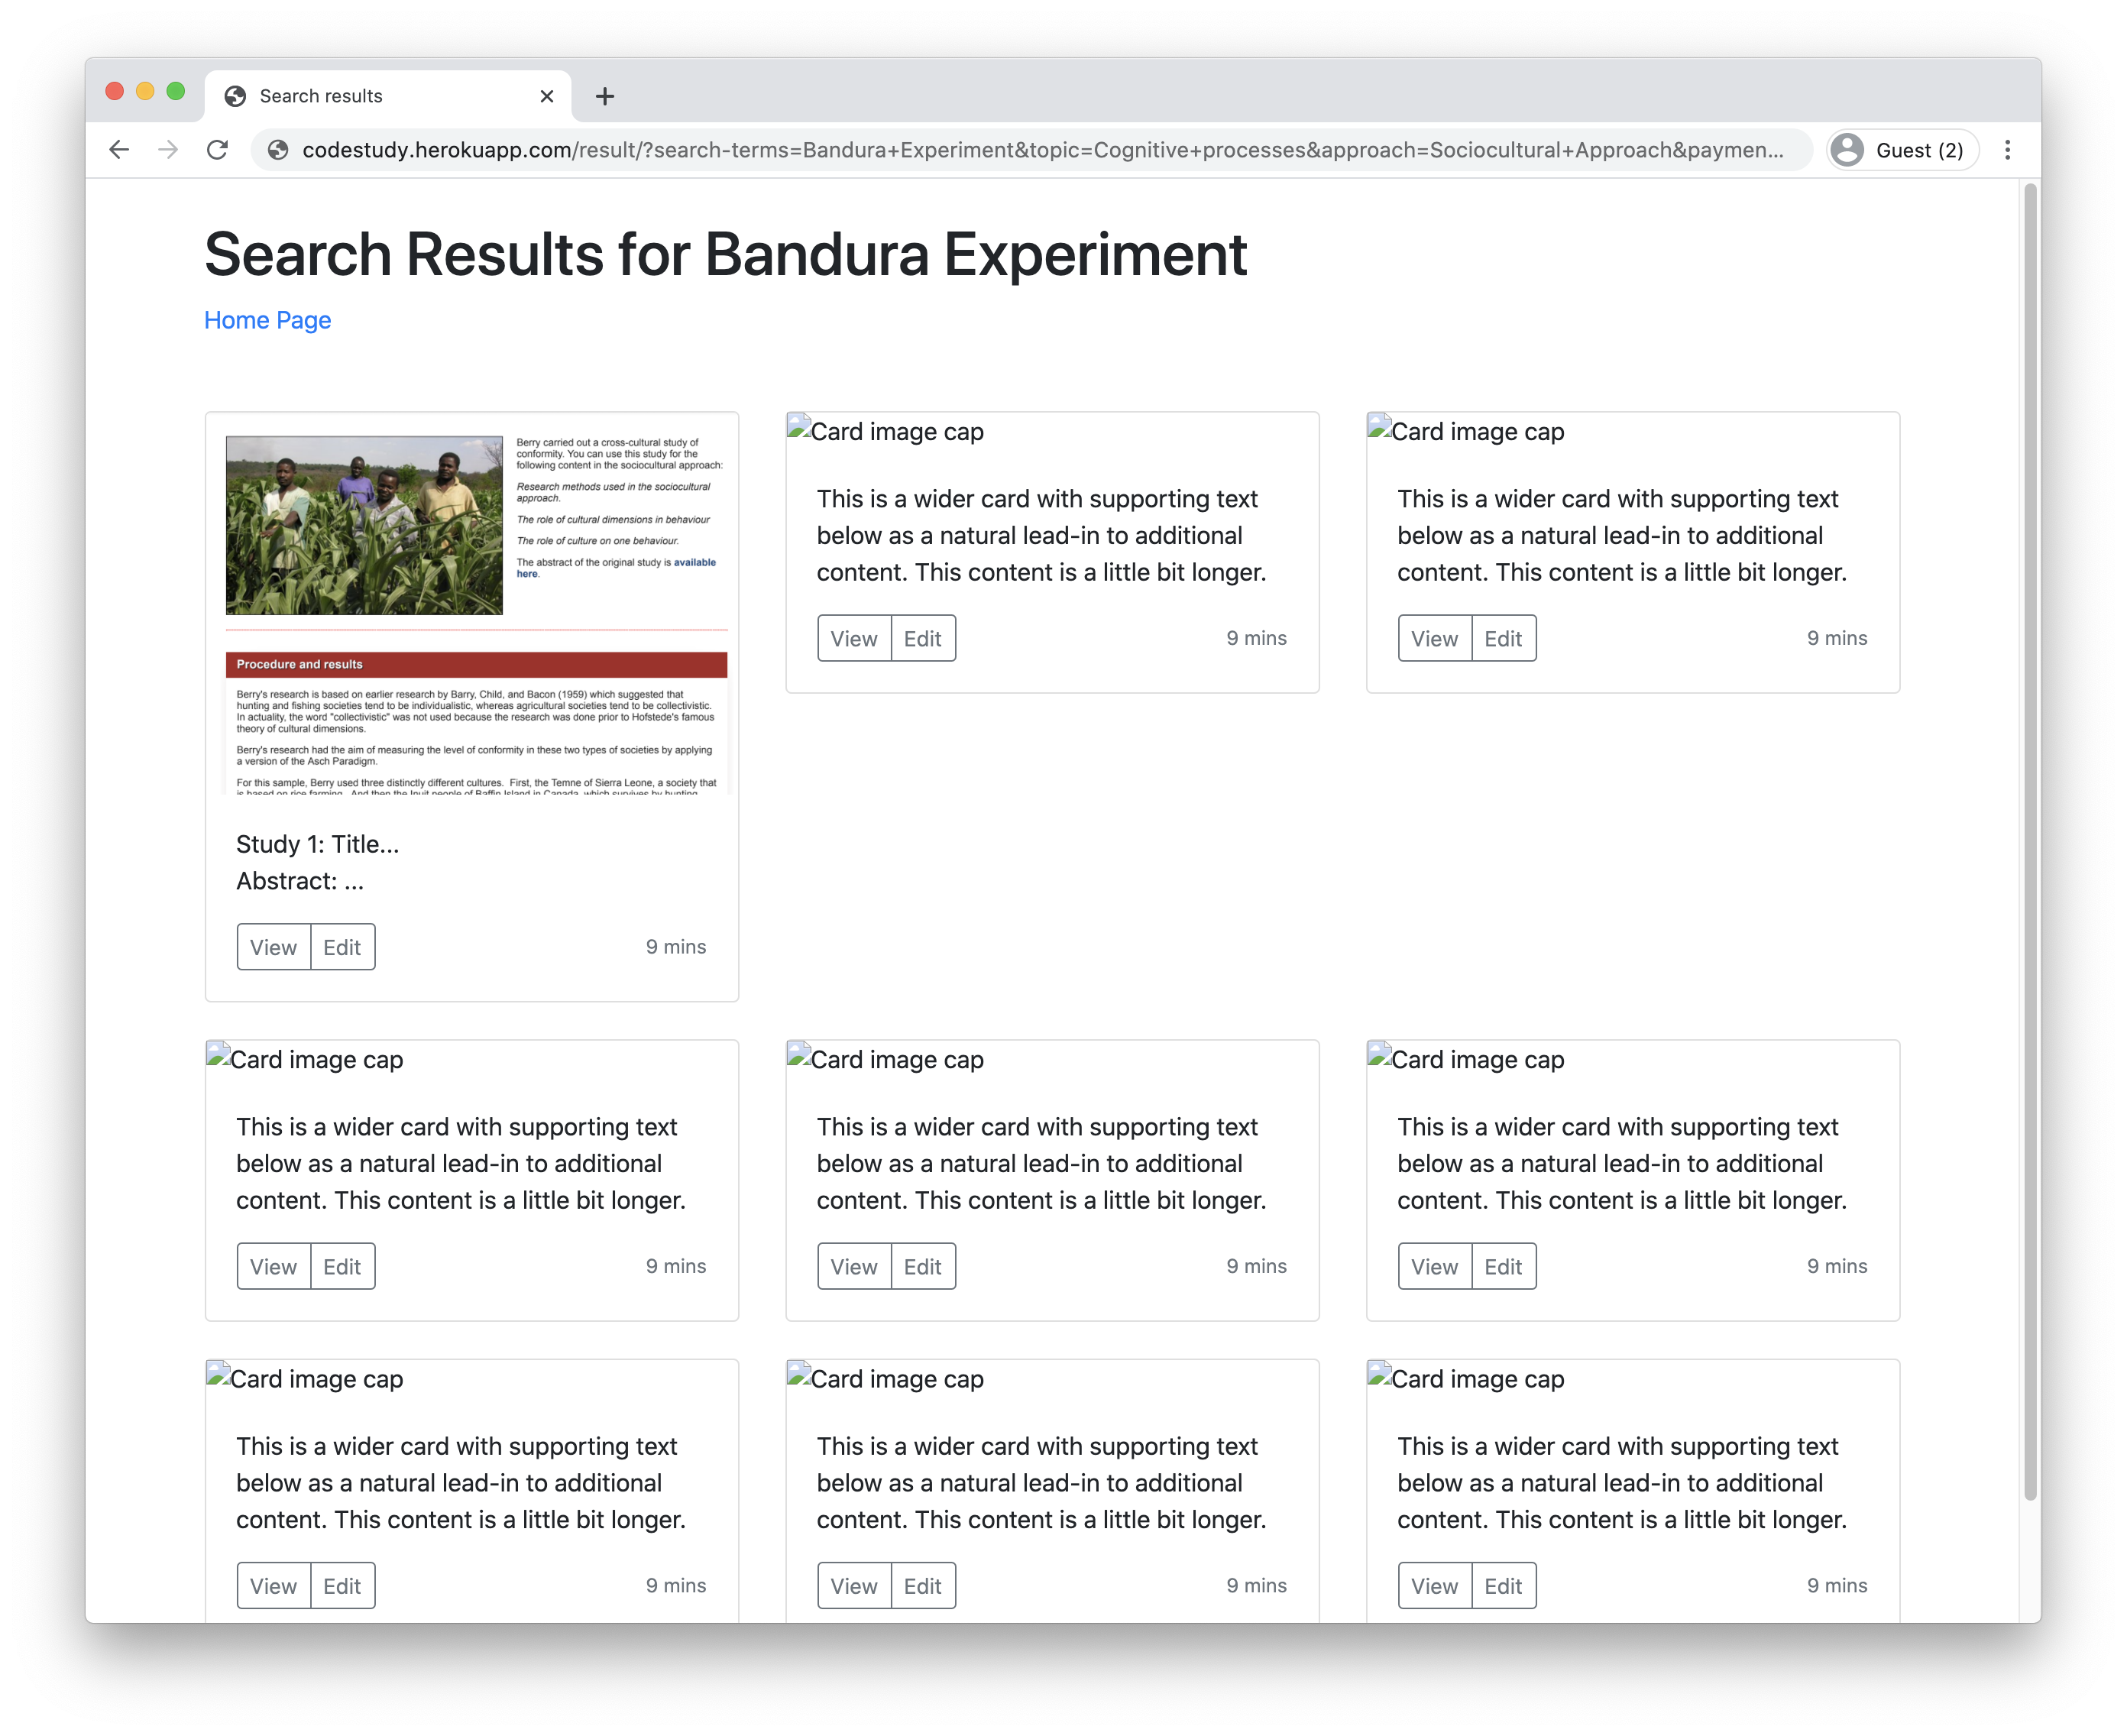 Search results
codestudy.herokuapp.com/result/?search-terms=Bandura+Experiment&topic=Cognitive+processes&approach=Sociocultural+Approach&paymen...
Guest (2)
Search Results for Bandura Experiment
Home Page
Berry carried out a cross-cultural study of
conformity. You can use this study for the
following content in the sociocultural approach:
Research methods used in the sociocultural
approach.
The role of cultural dimensions in behaviour
The role of culture on one behaviour.
The abstract of the original study is available
here.
Procedure and results
Berry's research is based on earlier research by Barry, Child, and Bacon (1959) which suggested that
hunting and fishing societies tend to be individualistic, whereas agricultural societies tend to be collectivistic.
In actuality, the word "collectivistic" was not used because the research was done prior to Hofstede's famous
theory of cultural dimensions.
Berry's research had the aim of measuring the level of conformity in these two types of societies by applying
a version of the Asch Paradigm.
For this sample, Berry used three distinctly different cultures. First, the Temne of Sierra Leone, a society that
is based on rice farming. And then the Inuit people of Baffin Island in Canada, which survives by hunting
Study 1: Title...
Abstract: ...
View Edit 9 mins
Card image cap
This is a wider card with supporting text
below as a natural lead-in to additional
content. This content is a little bit longer.
View Edit 9 mins
Card image cap
This is a wider card with supporting text
below as a natural lead-in to additional
content. This content is a little bit longer.
View Edit 9 mins
Card image cap
This is a wider card with supporting text
below as a natural lead-in to additional
content. This content is a little bit longer.
View Edit 9 mins
Card image cap
This is a wider card with supporting text
below as a natural lead-in to additional
content. This content is a little bit longer.
View Edit 9 mins
Card image cap
This is a wider card with supporting text
below as a natural lead-in to additional
content. This content is a little bit longer.
View Edit 9 mins
Card image cap
This is a wider card with supporting text
below as a natural lead-in to additional
content. This content is a little bit longer.
View Edit 9 mins
Card image cap
This is a wider card with supporting text
below as a natural lead-in to additional
content. This content is a little bit longer.
View Edit 9 mins
Card image cap
This is a wider card with supporting text
below as a natural lead-in to additional
content. This content is a little bit longer.
View Edit 9 mins